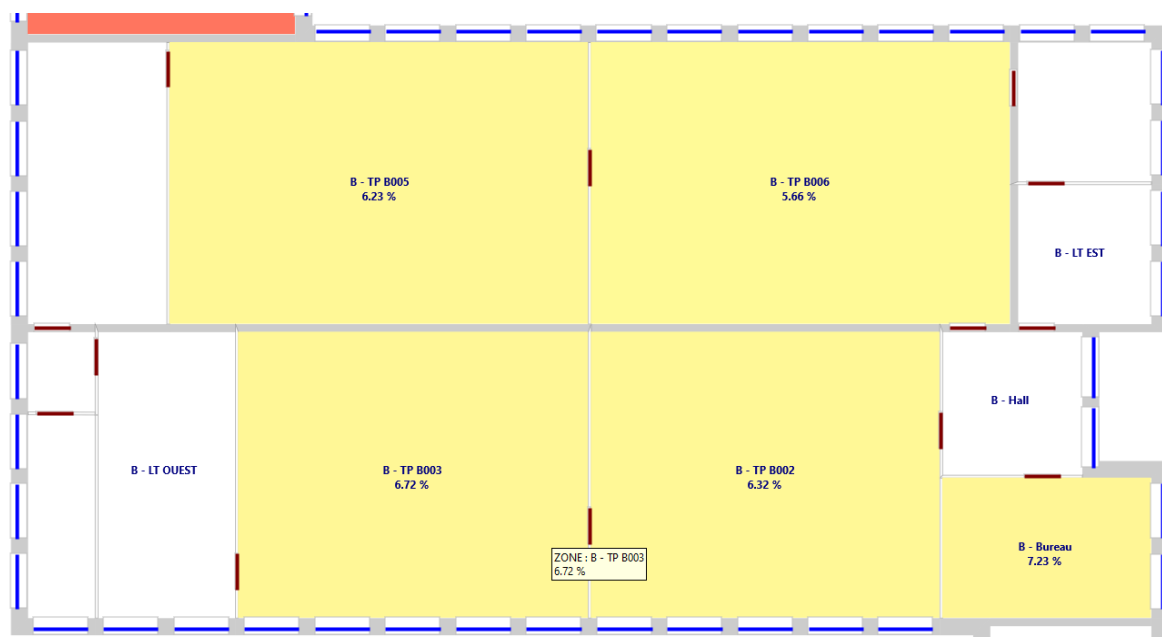 B - TP B005
6.23 %
B - TP B006
5.66 %
B - LT EST
B - Hall
B - LT OUEST
B - TP B003
6.72 %
B - TP B002
6.32 %
ZONE : B - TP B003
6.72 %
B - Bureau
7.23 %